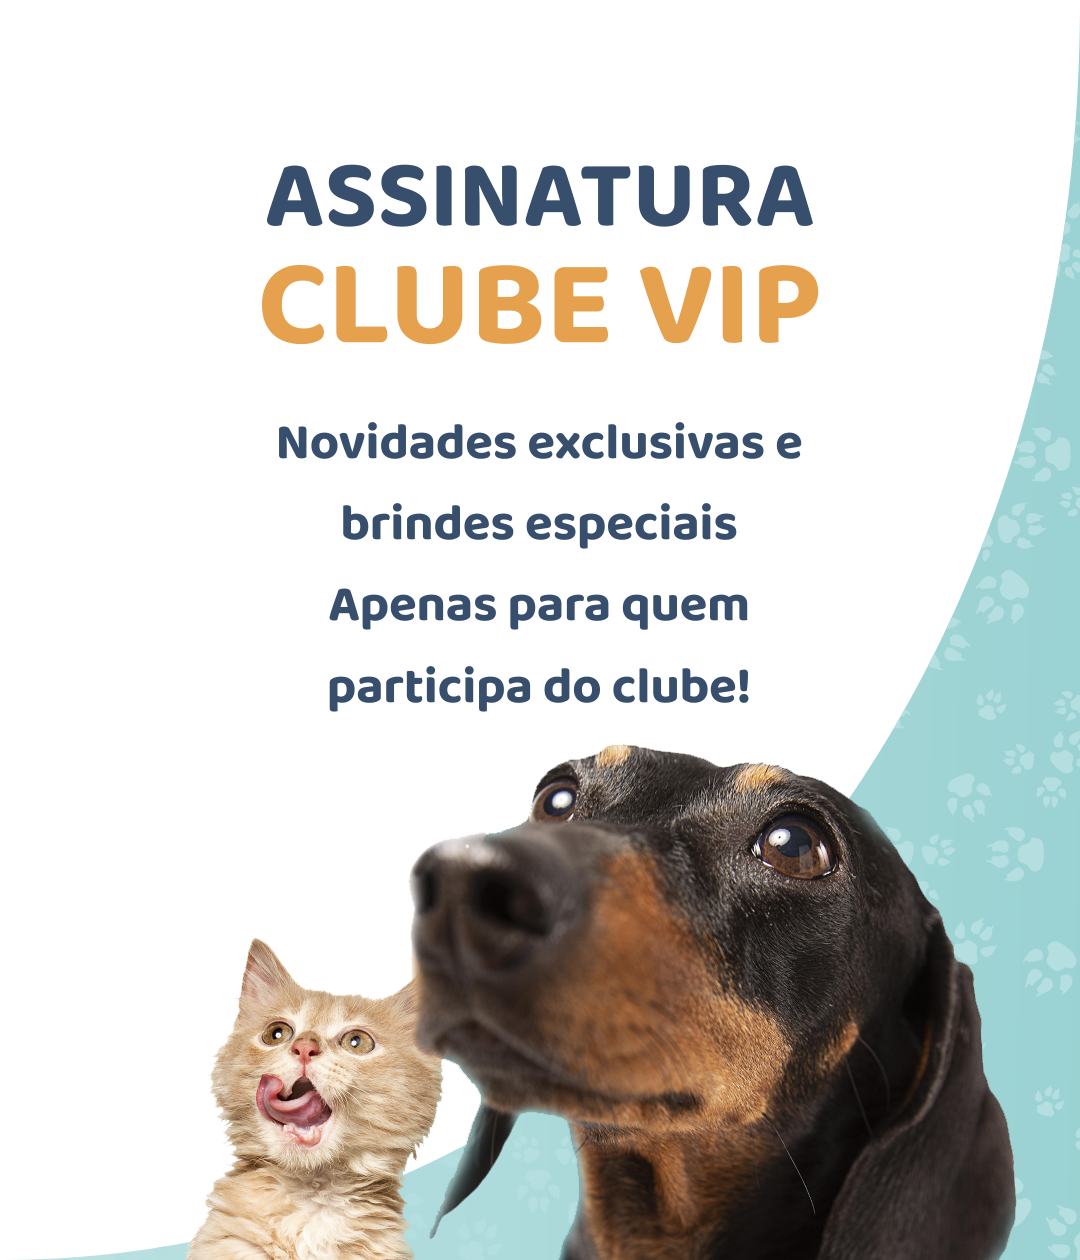 ASSINATURA
CLUBE VIP
Novidades exclusivas e
brindes especiais
Apenas para quem
participa do clube!